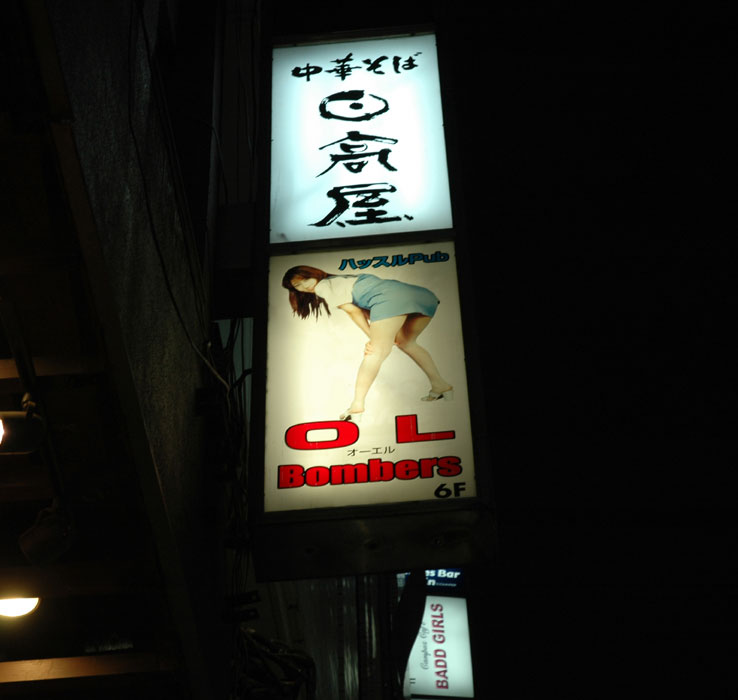 中華そば
日高屋
ハッスルPub
OL
オーエル
Bombers
6F
es Bar
BADD GIRLS